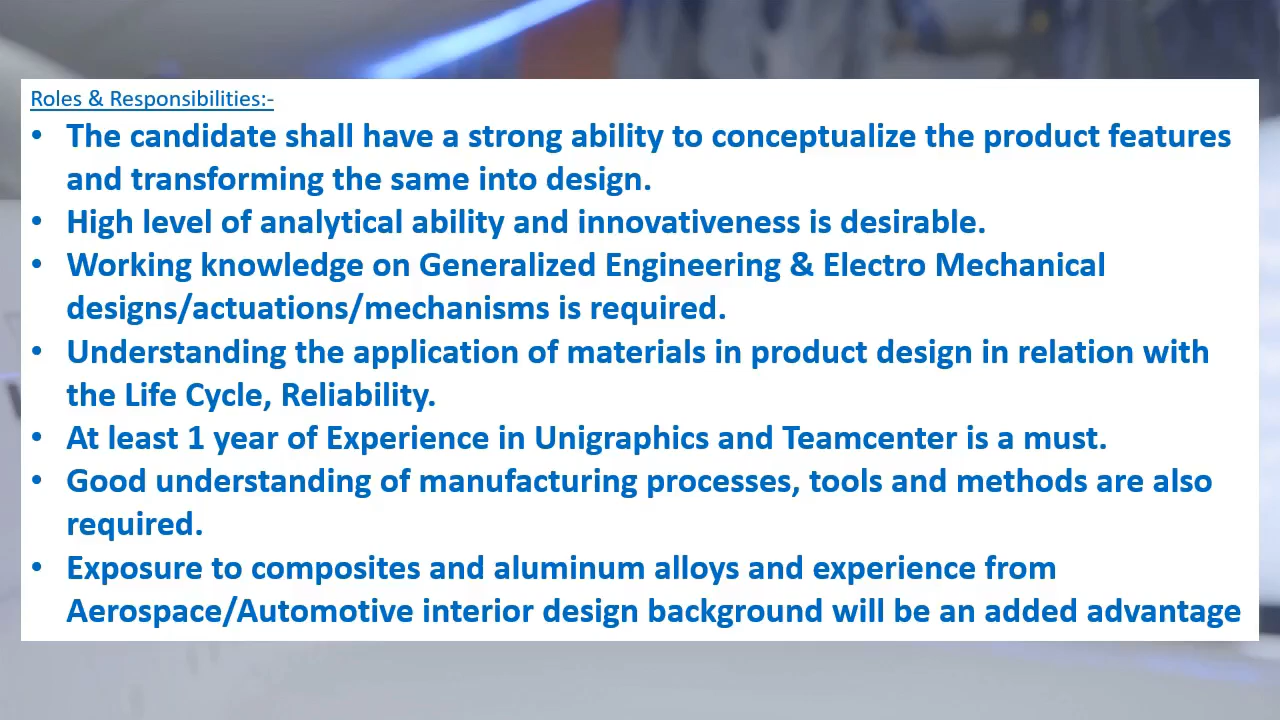 Roles & Responsibilities:-
• The candidate shall have a strong ability to conceptualize the product features
and transforming the same into design.
• High level of analytical ability and innovativeness is desirable.
• Working knowledge on Generalized Engineering & Electro Mechanical
designs/actuations/mechanisms is required.
• Understanding the application of materials in product design in relation with
the Life Cycle, Reliability.
• At least 1 year of Experience in Unigraphics and Teamcenter is a must.
• Good understanding of manufacturing processes, tools and methods are also
required.
• Exposure to composites and aluminum alloys and experience from
Aerospace/Automotive interior design background will be an added advantage